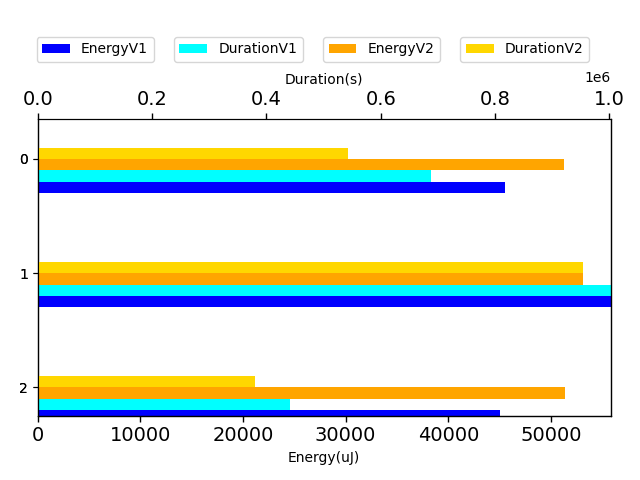 EnergyV1 DurationV1 EnergyV2 DurationV2
Duration(s)
1e6
0.0 0.2 0.4 0.6 0.8 1.0
0
1
2
0 10000 20000 30000 40000 50000
Energy(uJ)